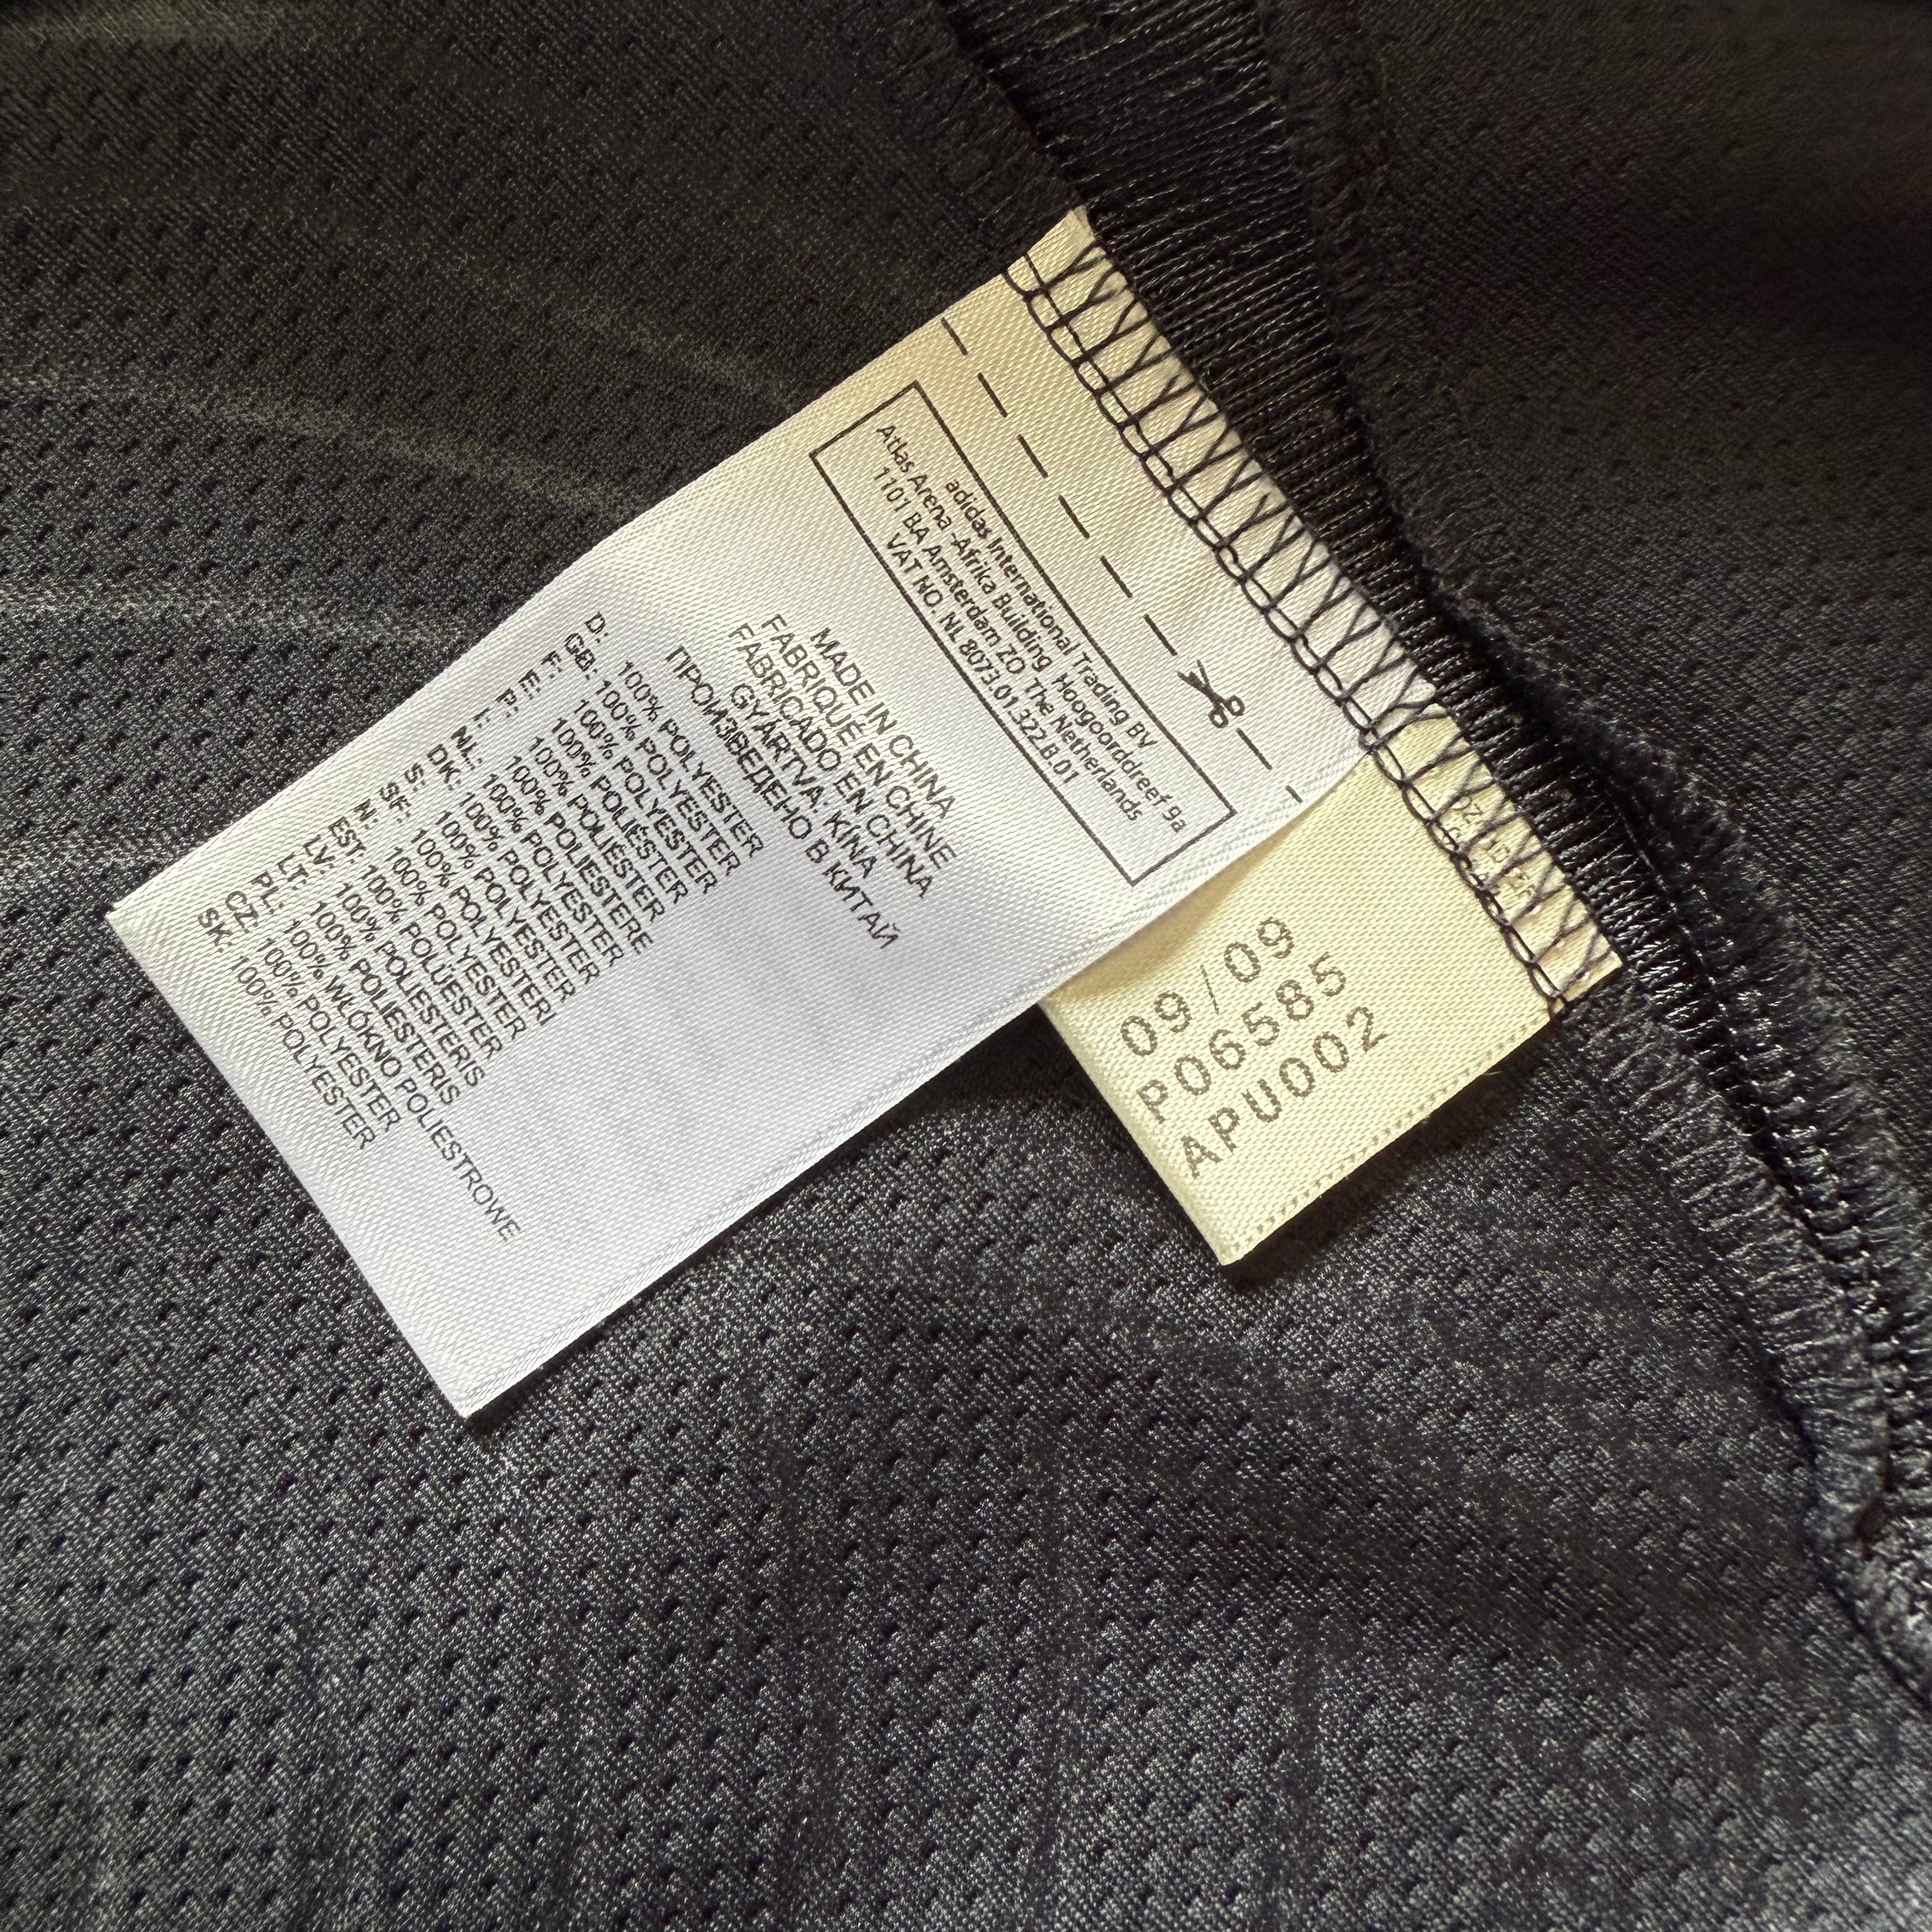 adidas International Trading BV
Atlas Arena -Afrika Building Hoogoorddreef 9a
1101 BA Amsterdam ZO The Netherlands
VAT NO. NL 8073.01.322.B.01
MADE IN CHINA
FABRIQUÉ EN CHINE
FABRICADO EN CHINA
GYÁRTVA: KÍNA
ПРОИЗВЕДЕНО В КИТАЙ
D: 100% POLYESTER
GB: 100% POLYESTER
F: 100% POLYESTER
E: 100% POLIÉSTER
P: 100% POLIÉSTER
I: 100% POLIESTERE
NL: 100% POLYESTER
DK: 100% POLYESTER
S: 100% POLYESTER
SF: 100% POLYESTERI
N: 100% POLYESTER
EST: 100% POLÜESTER
LV: 100% POLIESTERIS
LT: 100% POLIESTERIS
PL: 100% WŁÓKNO POLIESTROWE
CZ: 100% POLYESTER
SK: 100% POLYESTER
09/09
P06585
APU002